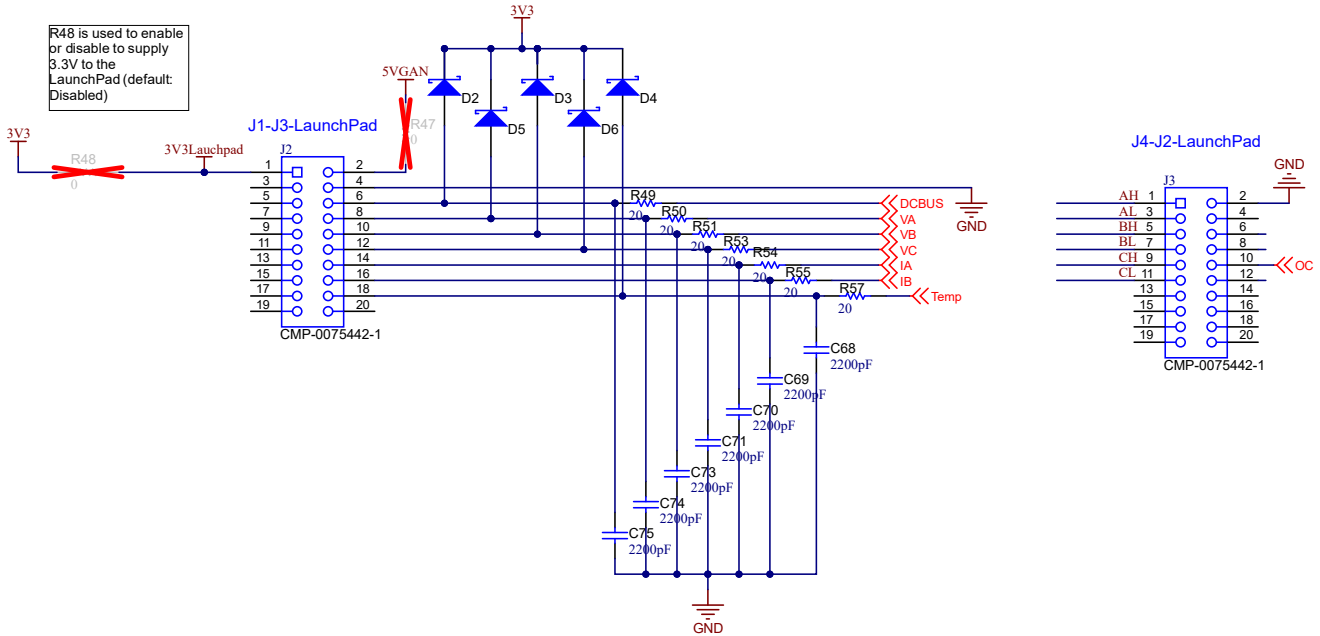 R48 is used to enable
or disable to supply
3.3V to the
LaunchPad (default:
Disabled)
3V3
5VGAN
D2
D3
D4
D5
D6
R47
0
J1-J3-LaunchPad
3V3
R48
0
3V3Lauchpad
J2
1 2
3 4
5 6
7 8
9 10
11 12
13 14
15 16
17 18
19 20
CMP-0075442-1
R49
20
R50
20
R51
20
R53
20
R54
20
R55
20
R57
20
DCBUS
VA
VB
VC
IA
IB
Temp
GND
C68
2200pF
C69
2200pF
C70
2200pF
C71
2200pF
C73
2200pF
C74
2200pF
C75
2200pF
GND
J4-J2-LaunchPad
GND
J3
AH 1 2
AL 3 4
BH 5 6
BL 7 8
CH 9 10 OC
CL 11 12
13 14
15 16
17 18
19 20
CMP-0075442-1